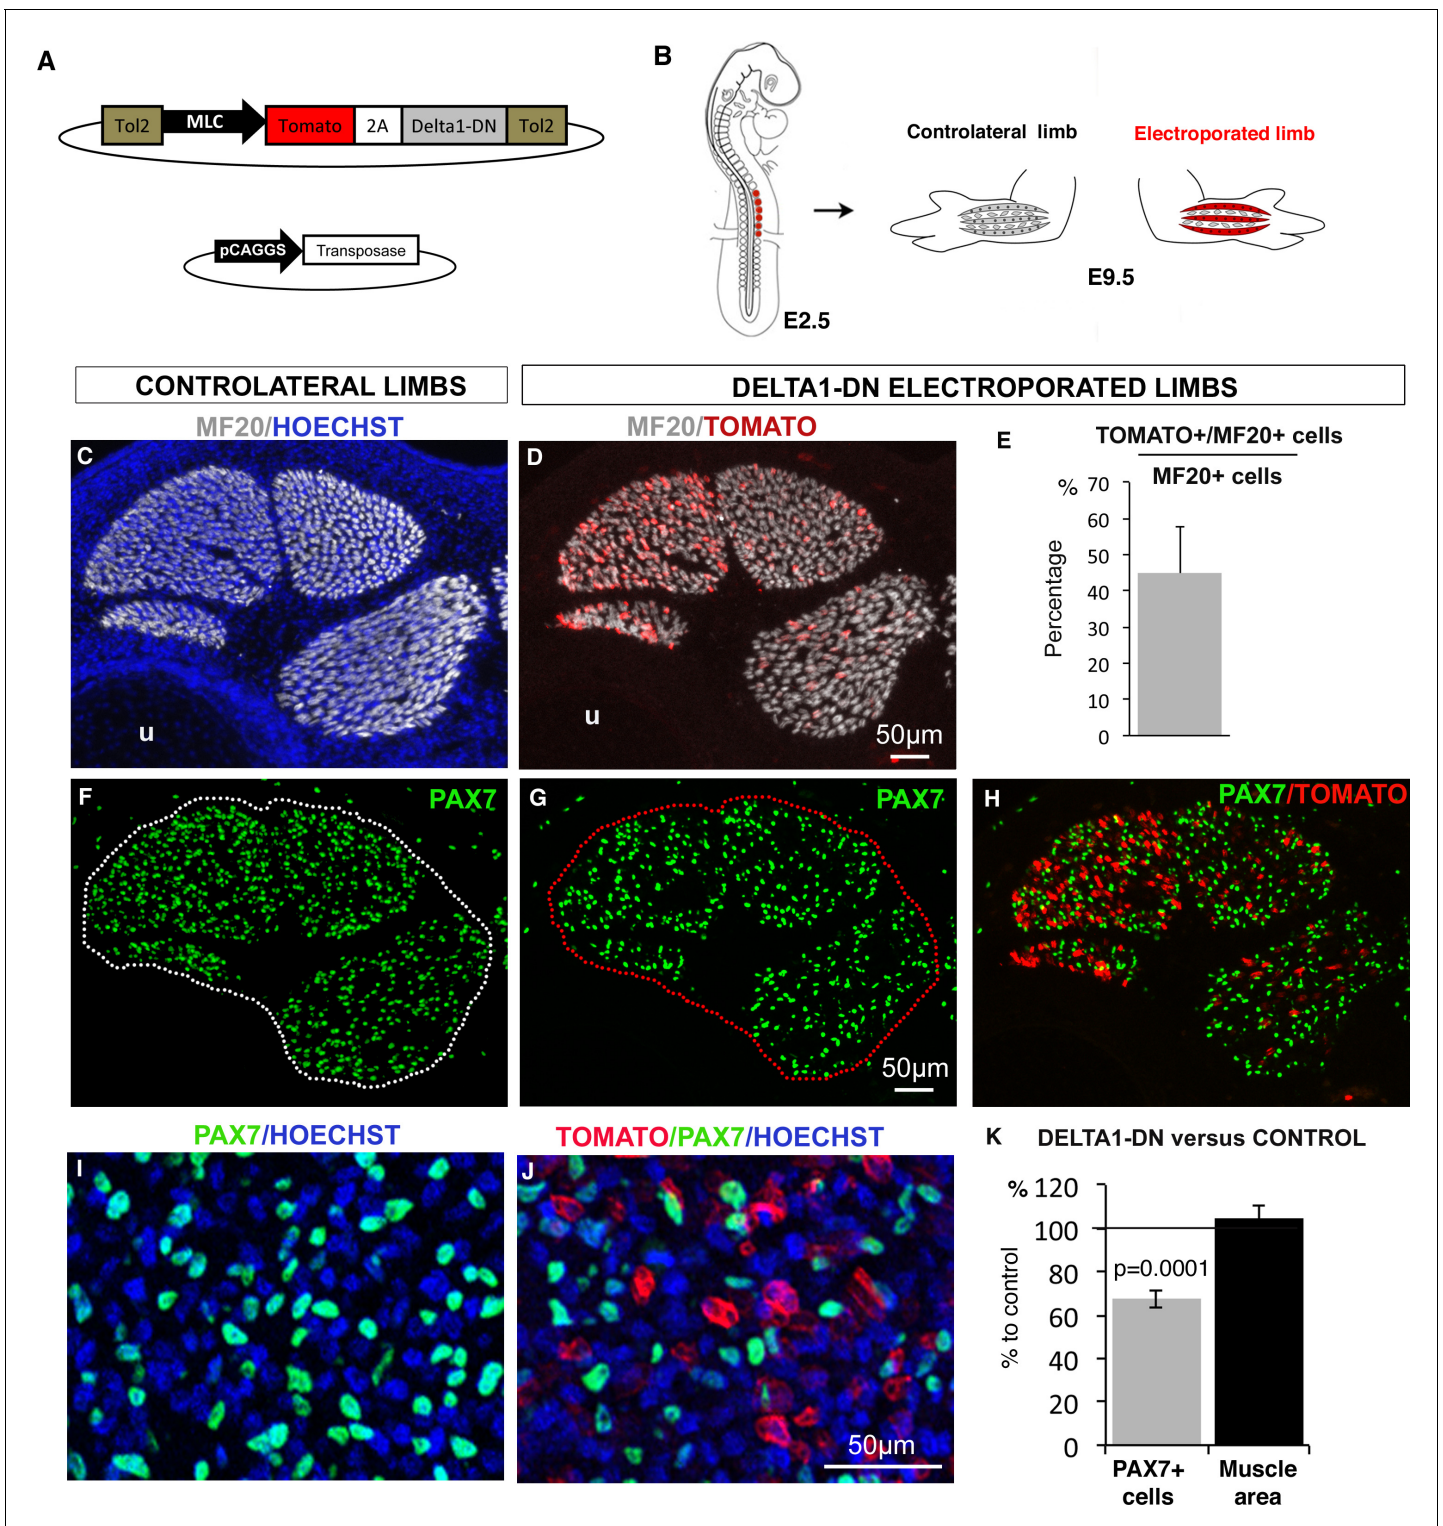 A
Tol2 MLC Tomato 2A Delta1-DN Tol2
pCAGGS Transposase
B
Controlateral limb
Electroporated limb
E2.5
E9.5
CONTROLATERAL LIMBS
DELTA1-DN ELECTROPORATED LIMBS
MF20/HOECHST
C
u
MF20/TOMATO
D
u
50µm
E
TOMATO+/MF20+ cells
MF20+ cells
%
70
60
50
40
30
20
10
0
Percentage
F
PAX7
G
PAX7
50µm
H
PAX7/TOMATO
PAX7/HOECHST
I
TOMATO/PAX7/HOECHST
J
50µm
K
DELTA1-DN versus CONTROL
% 120
100
80
60
40
20
0
% to control
p=0.0001
PAX7+
cells
Muscle
area